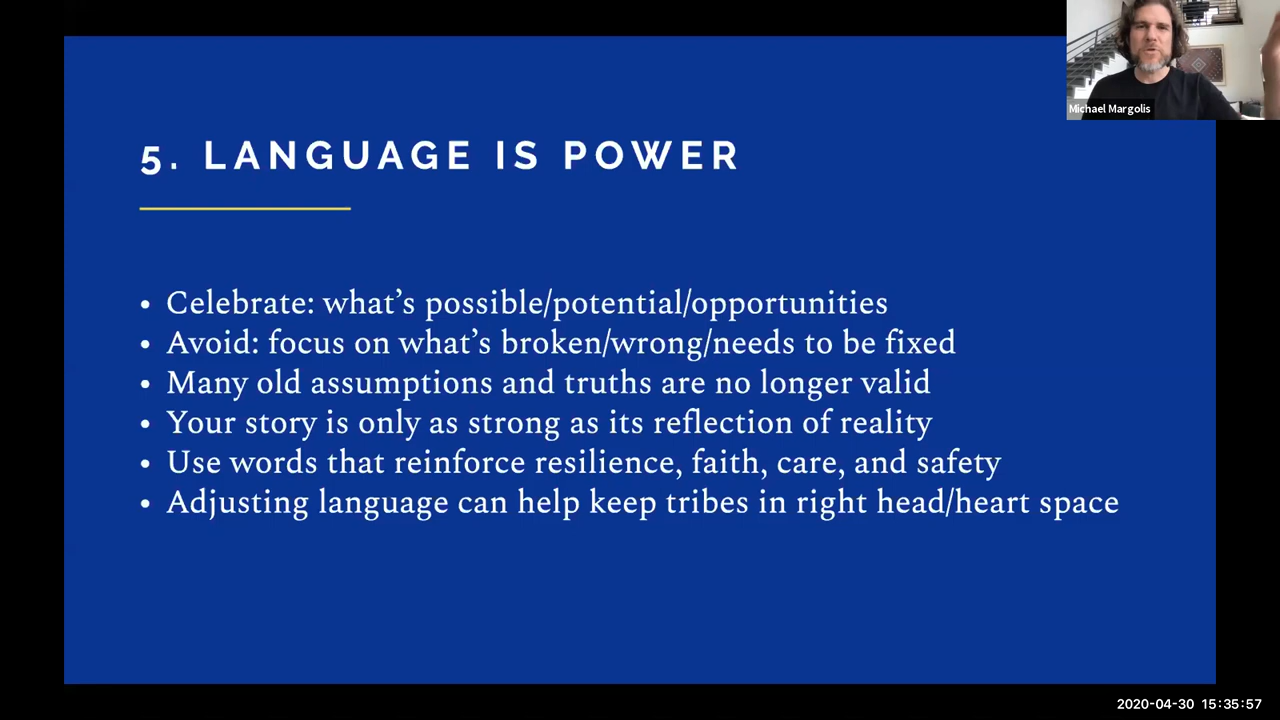 Michael Margolis
5. LANGUAGE IS POWER
• Celebrate: what’s possible/potential/opportunities
• Avoid: focus on what’s broken/wrong/needs to be fixed
• Many old assumptions and truths are no longer valid
• Your story is only as strong as its reflection of reality
• Use words that reinforce resilience, faith, care, and safety
• Adjusting language can help keep tribes in right head/heart space
2020-04-30 15:35:57